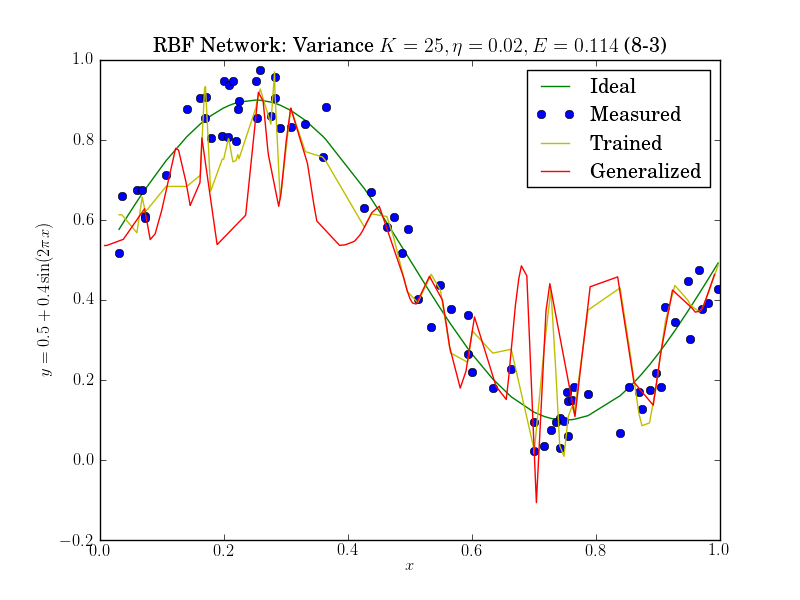 RBF Network: Variance K = 25, η = 0.02, E = 0.114 (8-3)
Ideal
Measured
Trained
Generalized
y = 0.5 + 0.4 sin(2πx)
1.0
0.8
0.6
0.4
0.2
0.0
−0.2
0.0 0.2 0.4 0.6 0.8 1.0
x